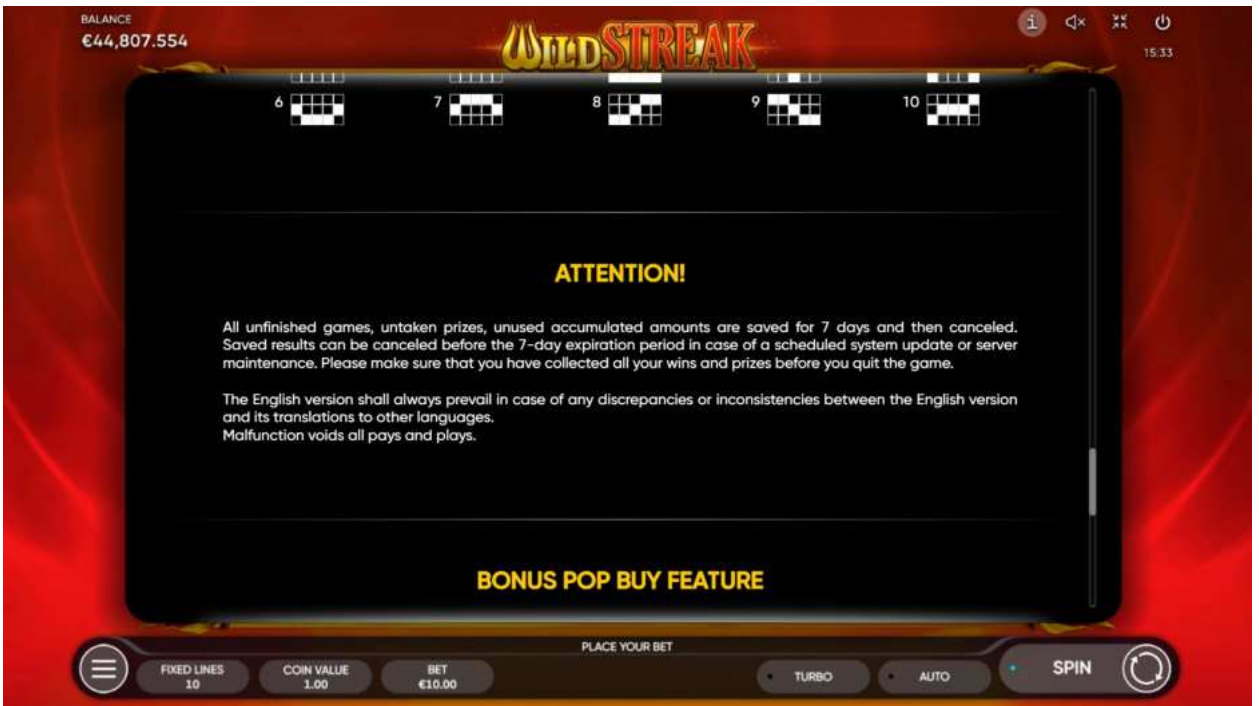 BALANCE
€44,807.554
WILDSTREAK
15:33
6
7
8
9
10
ATTENTION!
All unfinished games, untaken prizes, unused accumulated amounts are saved for 7 days and then canceled.
Saved results can be canceled before the 7-day expiration period in case of a scheduled system update or server
maintenance. Please make sure that you have collected all your wins and prizes before you quit the game.
The English version shall always prevail in case of any discrepancies or inconsistencies between the English version
and its translations to other languages.
Malfunction voids all pays and plays.
BONUS POP BUY FEATURE
PLACE YOUR BET
FIXED LINES
10
COIN VALUE
1.00
BET
€10.00
TURBO
AUTO
SPIN